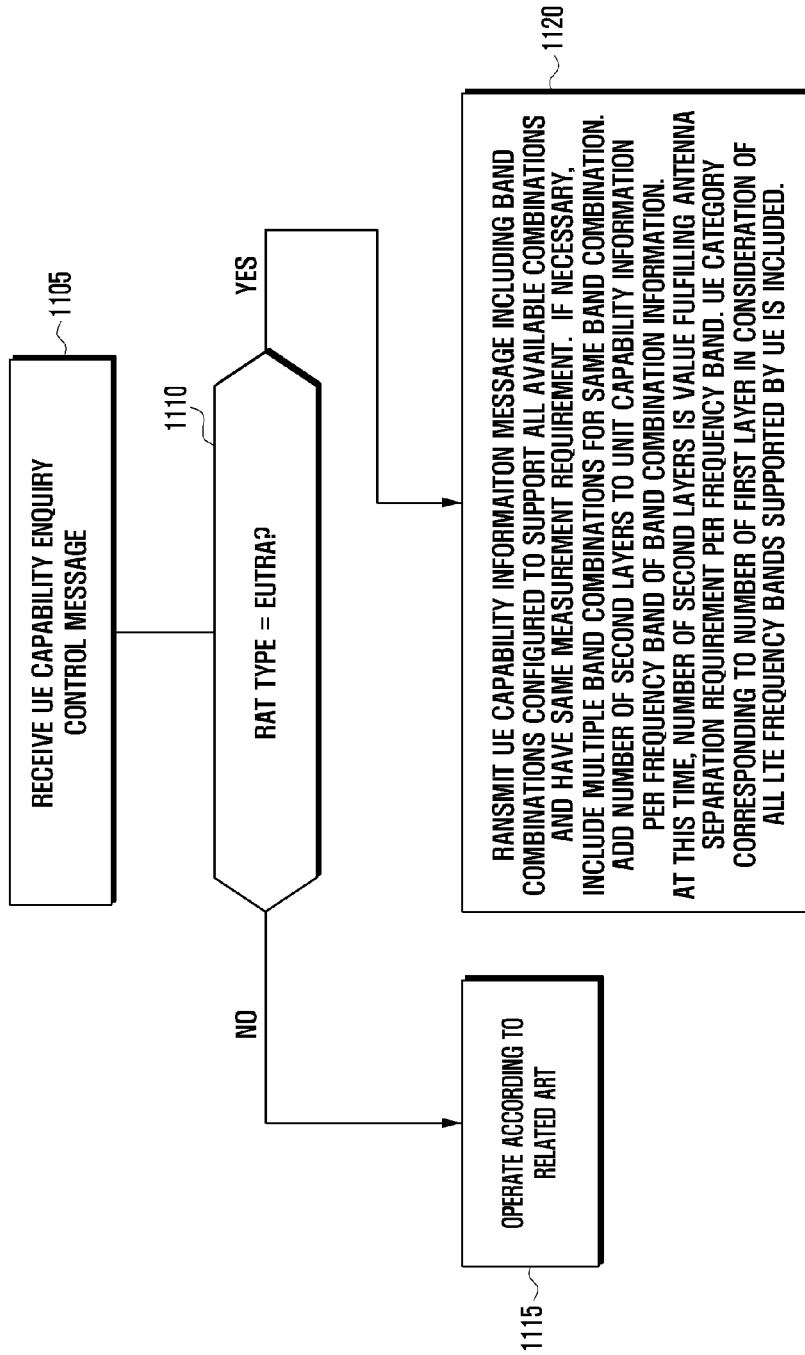 RECEIVE UE CAPABILITY ENQUIRY
CONTROL MESSAGE
1105
RAT TYPE = EUTRA?
1110
NO
YES
OPERATE ACCORDING TO
RELATED ART
1115
RANSMIT UE CAPABILITY INFORMAITON MESSAGE INCLUDING BAND
COMBINATIONS CONFIGURED TO SUPPORT ALL AVAILABLE COMBINATIONS
AND HAVE SAME MEASUREMENT REQUIREMENT. IF NECESSARY,
INCLUDE MULTIPLE BAND COMBINATIONS FOR SAME BAND COMBINATION.
ADD NUMBER OF SECOND LAYERS TO UNIT CAPABILITY INFORMATION
PER FREQUENCY BAND OF BAND COMBINATION INFORMATION.
AT THIS TIME, NUMBER OF SECOND LAYERS IS VALUE FULFILLING ANTENNA
SEPARATION REQUIREMENT PER FREQUENCY BAND. UE CATEGORY
CORRESPONDING TO NUMBER OF FIRST LAYER IN CONSIDERATION OF
ALL LTE FREQUENCY BANDS SUPPORTED BY UE IS INCLUDED.
1120